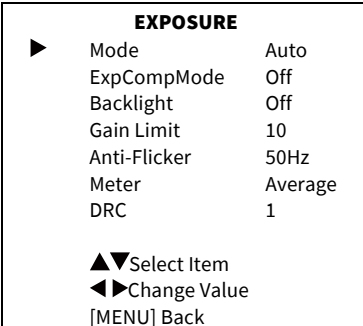 EXPOSURE
▶ Mode Auto
ExpCompMode Off
Backlight Off
Gain Limit 10
Anti-Flicker 50Hz
Meter Average
DRC 1
▲▼Select Item
◀ ▶Change Value
[MENU] Back